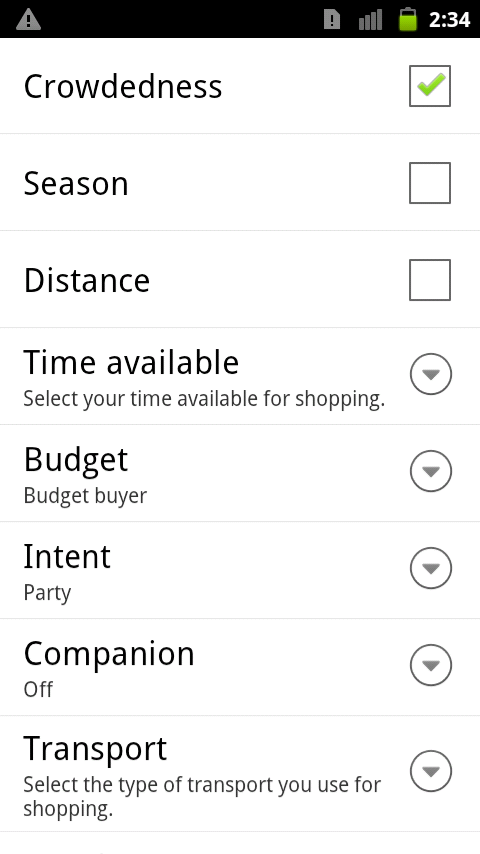 2:34
Crowdedness
Season
Distance
Time available
Select your time available for shopping.
Budget
Budget buyer
Intent
Party
Companion
Off
Transport
Select the type of transport you use for
shopping.